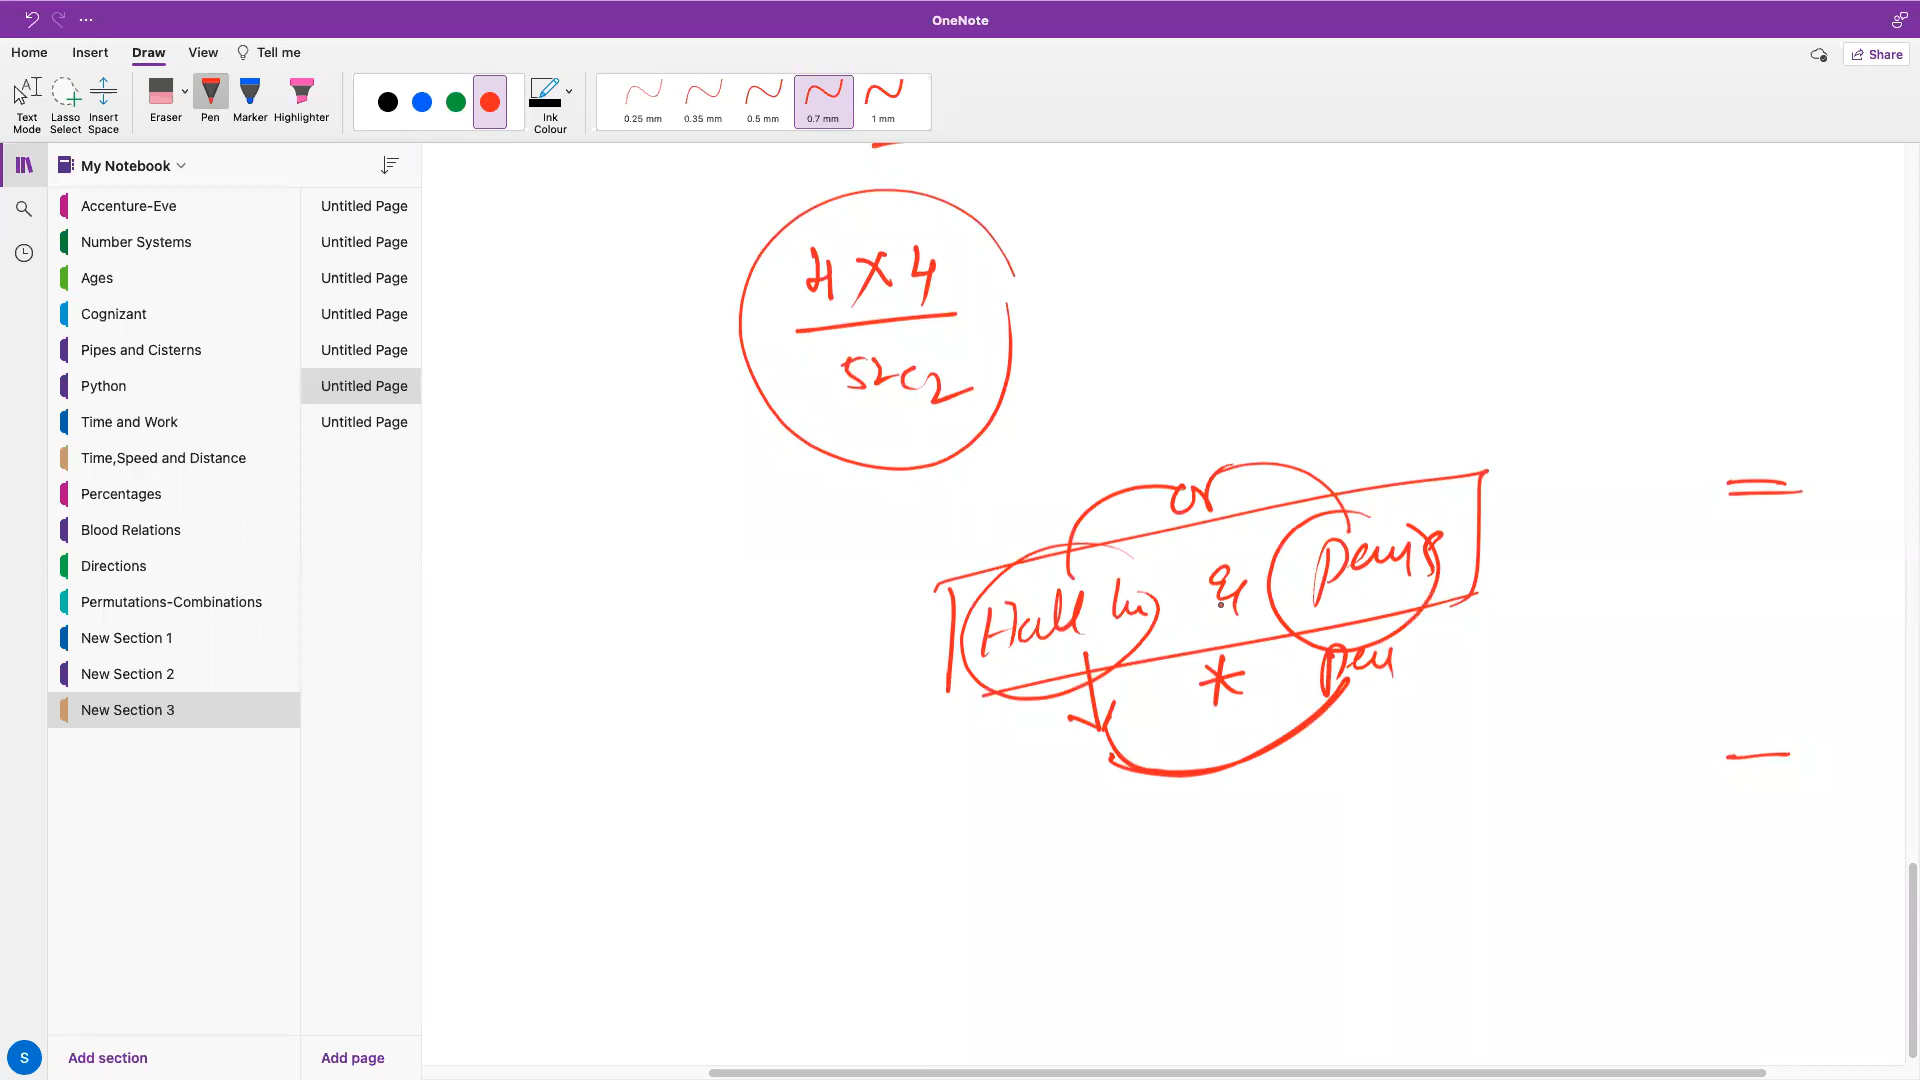 OneNote
Home Insert Draw View Tell me
Share
Text Mode
Lasso Select
Insert Space
Eraser
Pen
Marker
Highlighter
Ink Colour
0.25 mm
0.35 mm
0.5 mm
0.7 mm
1 mm
My Notebook
Accenture-Eve
Number Systems
Ages
Cognizant
Pipes and Cisterns
Python
Time and Work
Time,Speed and Distance
Percentages
Blood Relations
Directions
Permutations-Combinations
New Section 1
New Section 2
New Section 3
Untitled Page
Untitled Page
Untitled Page
Untitled Page
Untitled Page
Untitled Page
Untitled Page
4 X 4
52C2
or
Hall &
*
pen
=
S
Add section
Add page